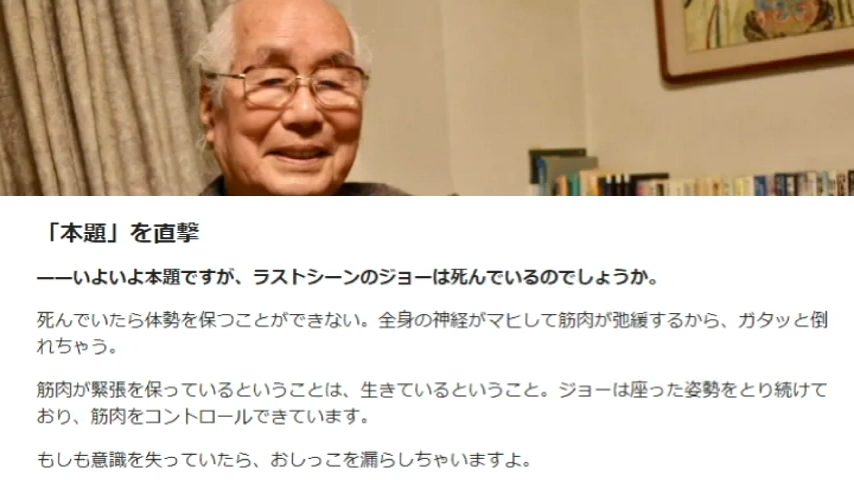 「本題」を直撃
——いよいよ本題ですが、ラストシーンのジョーは死んでいるのでしょうか。
死んでいたら体勢を保つことができない。全身の神経がマヒして筋肉が弛緩するから、ガタッと倒
れちゃう。
筋肉が緊張を保っているということは、生きているということ。ジョーは座った姿勢をとり続けて
おり、筋肉をコントロールできています。
もしも意識を失っていたら、おしっこを漏らしちゃいますよ。